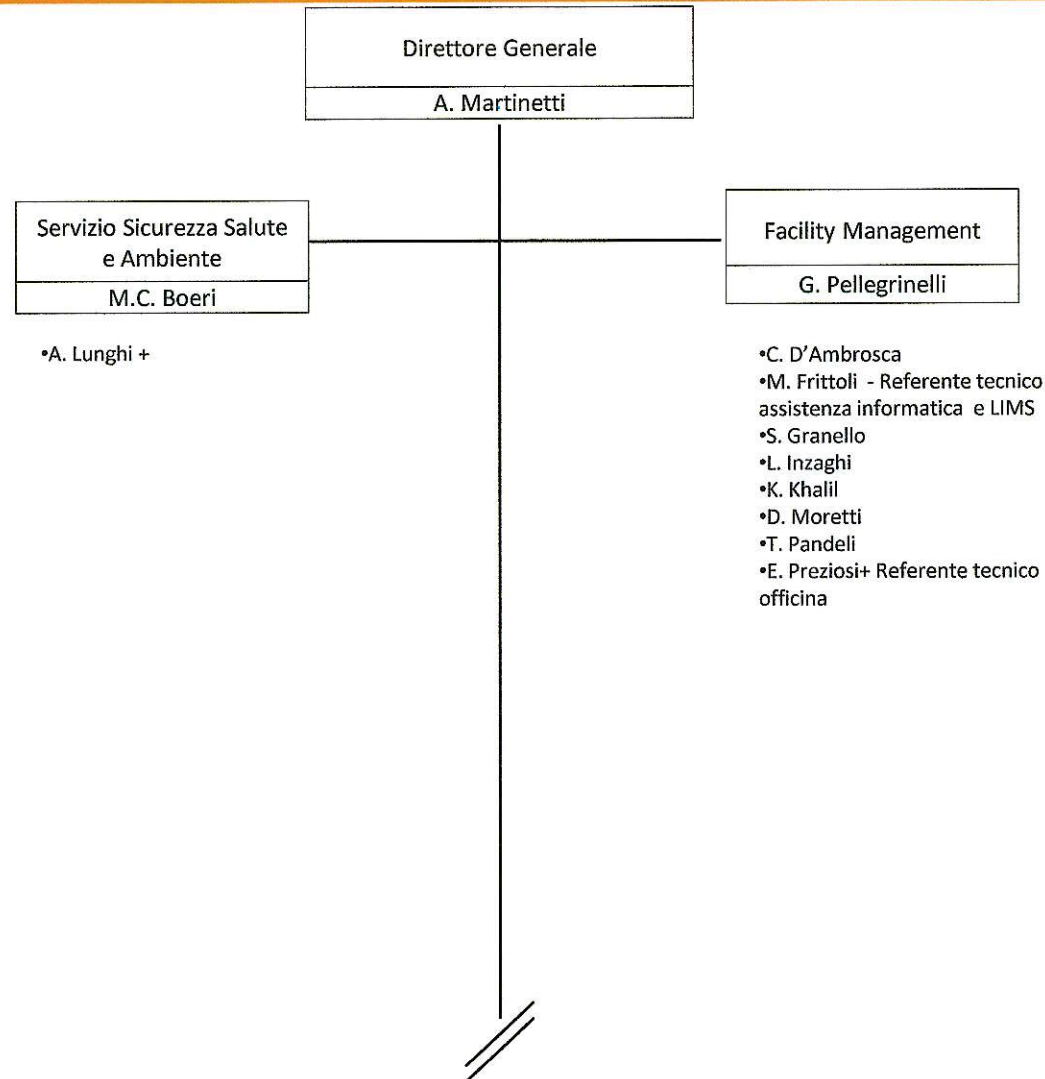 Direttore Generale
A. Martinetti
Servizio Sicurezza Salute
e Ambiente
M.C. Boeri
•A. Lunghi +
Facility Management
G. Pellegrinelli
•C. D'Ambrosca
•M. Frittoli - Referente tecnico
assistenza informatica e LIMS
•S. Granello
•L. Inzaghi
•K. Khalil
•D. Moretti
•T. Pandeli
•E. Preziosi+ Referente tecnico
officina